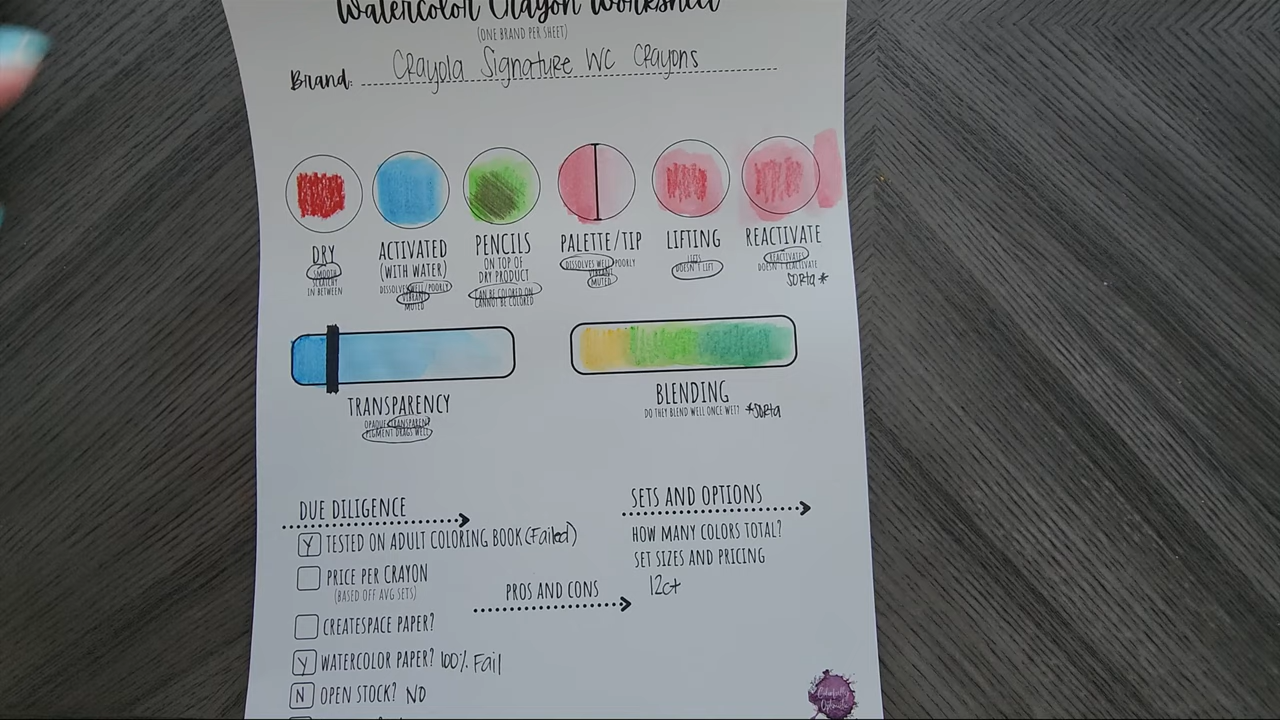 Watercolor Crayon Worksheet
(ONE BRAND PER SHEET)
Brand: Crayola Signature WC Crayons
DRY
SMOOTH
SCRATCHY
IN BETWEEN
ACTIVATED
(WITH WATER)
DISSOLVES WELL/POORLY
VIBRANT
MUTED
PENCILS
ON TOP OF
DRY PRODUCT
CAN BE COLORED ON
CANNOT BE COLORED
PALETTE/TIP
DISSOLVES WELL/POORLY
VIBRANT
MUTED
LIFTING
LIFTS
DOESN'T LIFT
REACTIVATE
REACTIVATES
DOESN'T REACTIVATE
Sorta *
TRANSPARENCY
OPAQUE/TRANSPARENT
PIGMENT DRAGS WELL
BLENDING
DO THEY BLEND WELL ONCE WET? *Sorta
DUE DILIGENCE
Y TESTED ON ADULT COLORING BOOK (Failed)
PRICE PER CRAYON
(BASED OFF AVG SETS)
CREATESPACE PAPER?
Y WATERCOLOR PAPER? 100% Fail
N OPEN STOCK? NO
PROS AND CONS
SETS AND OPTIONS
HOW MANY COLORS TOTAL?
SET SIZES AND PRICING
12ct